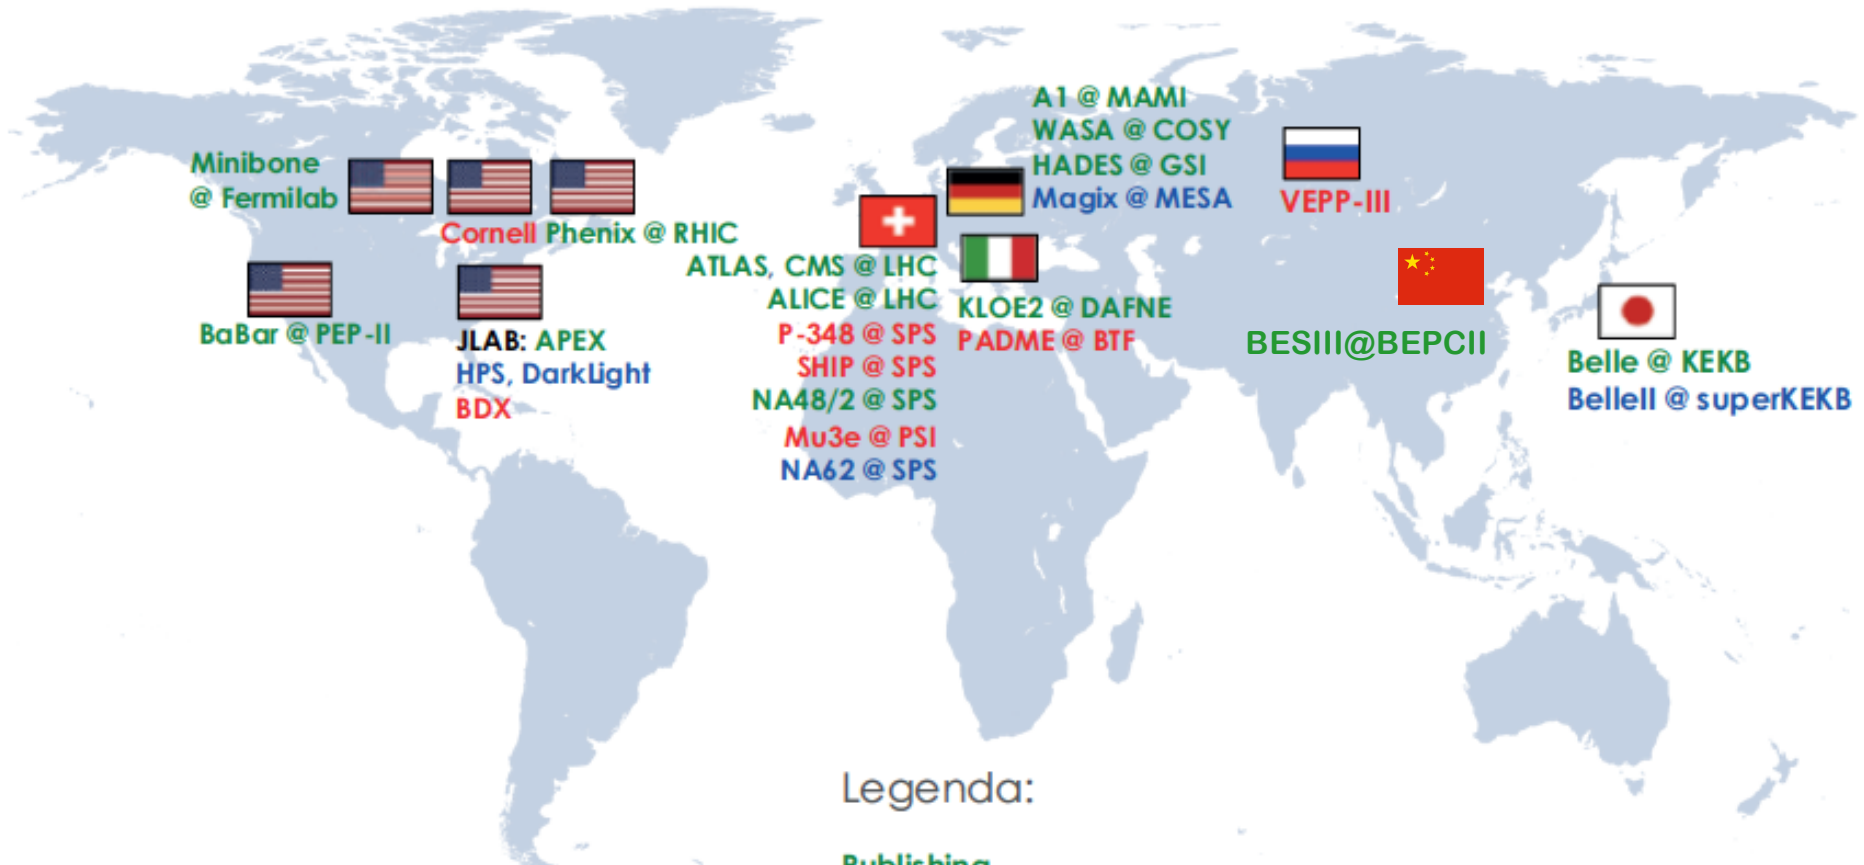 A1 @ MAMI
WASA @ COSY
HADES @ GSI
Magix @ MESA
Minibone
@ Fermilab
Cornell Phenix @ RHIC
VEPP-III
ATLAS, CMS @ LHC
ALICE @ LHC
P-348 @ SPS
SHIP @ SPS
NA48/2 @ SPS
Mu3e @ PSI
NA62 @ SPS
KLOE2 @ DAFNE
PADME @ BTF
BaBar @ PEP-II
JLAB: APEX
HPS, DarkLight
BDX
BESIII@BEPCII
Belle @ KEKB
BelleII @ superKEKB
Legenda:
Publishing